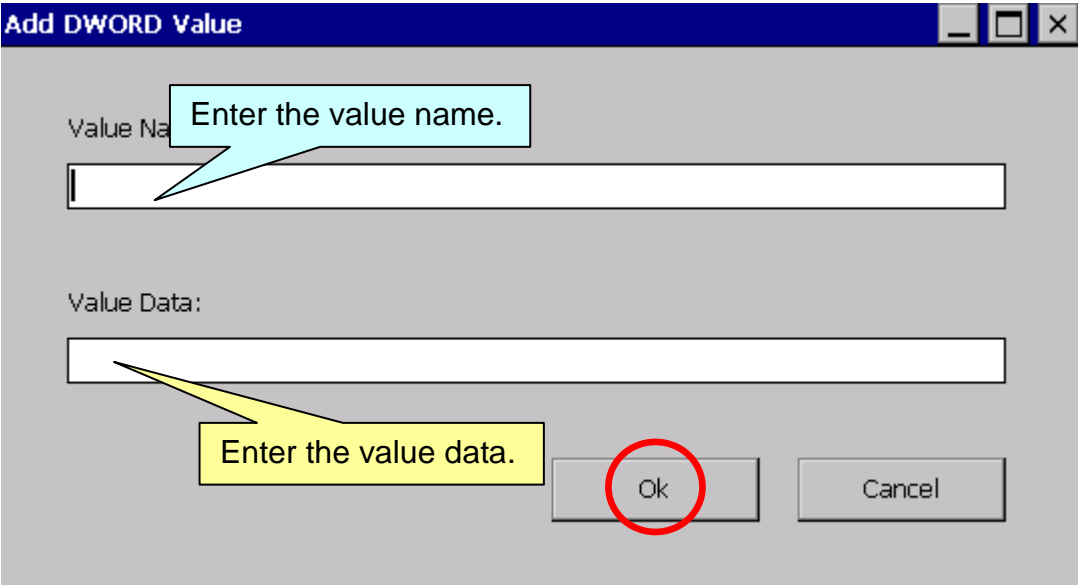 Add DWORD Value
Enter the value name.
Value Na
Value Data:
Enter the value data.
Ok
Cancel